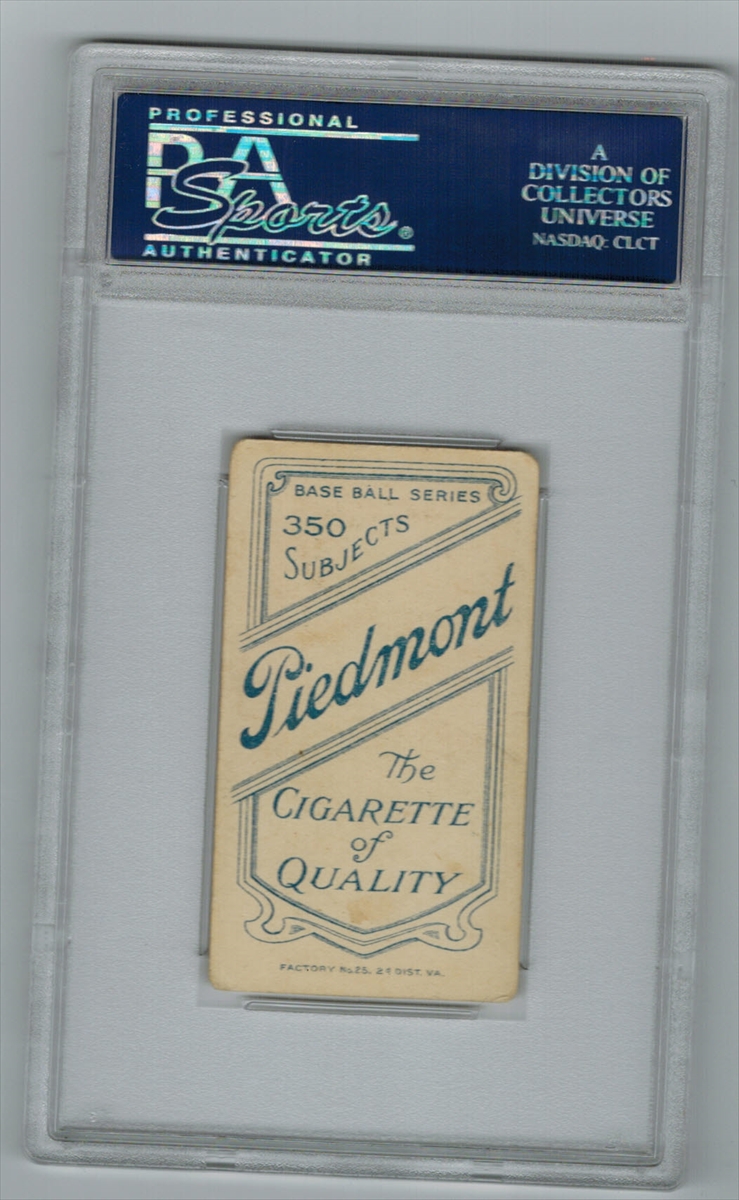 PROFESSIONAL
PSA
Sports®
AUTHENTICATOR
A
DIVISION OF
COLLECTORS
UNIVERSE
NASDAQ: CLCT
BASE BALL SERIES
350
SUBJECTS
Piedmont
The
CIGARETTE
of
QUALITY
FACTORY No.25, 2D DIST. VA.